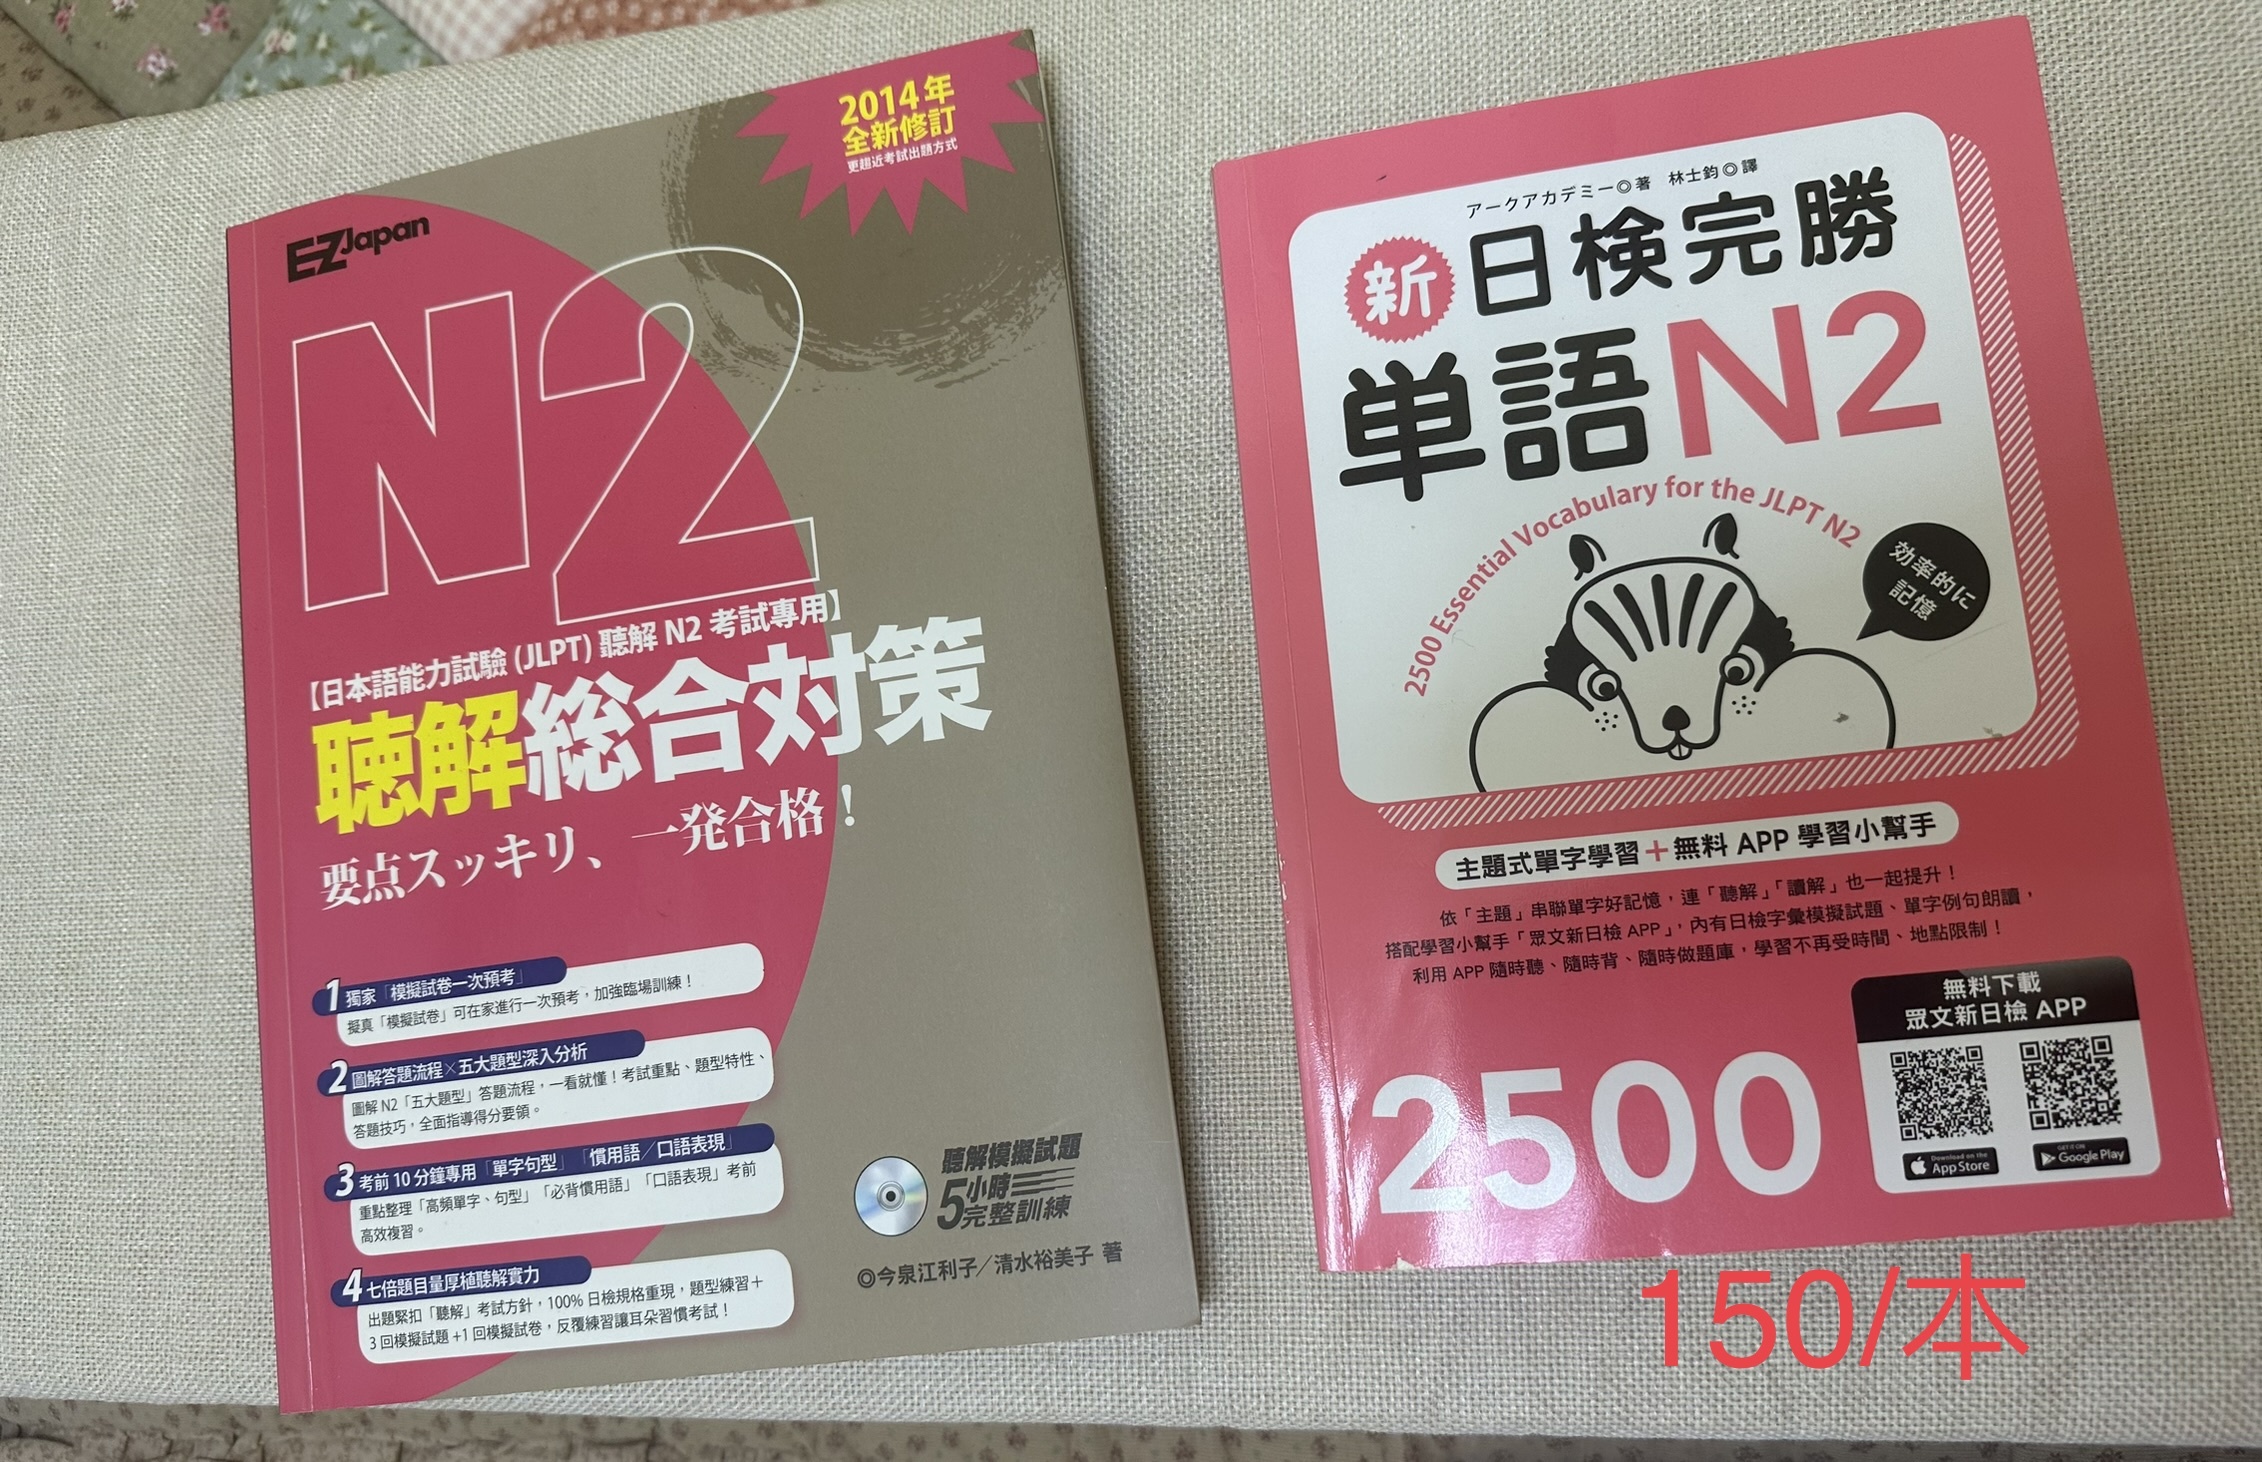 2014年
全新修訂
更趨近考試出題方式
EZJapan
N2
【日本語能力試驗 (JLPT) 聽解 N2 考試專用】
聴解総合対策
要点スッキリ、一発合格！
1 獨家「模擬試卷一次預考」
擬真「模擬試卷」可在家進行一次預考，加強臨場訓練！
2 圖解答題流程×五大題型深入分析
圖解 N2「五大題型」答題流程，一看就懂！考試重點、題型特性、
答題技巧，全面指導得分要領。
3 考前 10 分鐘專用「單字句型」「慣用語／口語表現」
重點整理「高頻單字、句型」「必背慣用語」「口語表現」考前
高效複習。
4 七倍題目量厚植聽解實力
出題緊扣「聽解」考試方針，100% 日檢規格重現，題型練習＋
3 回模擬試題 +1 回模擬試卷，反覆練習讓耳朵習慣考試！
聽解模擬試題
5小時
完整訓練
◎今泉江利子／清水裕美子 著
アークアカデミー◎著 林士鈞◎譯
新 日検完勝
単語N2
2500 Essential Vocabulary for the JLPT N2
効率的に
記憶
主題式單字學習＋無料 APP 學習小幫手
依「主題」串聯單字好記憶，連「聽解」「讀解」也一起提升！
搭配學習小幫手「眾文新日檢 APP」，內有日檢字彙模擬試題、單字例句朗讀，
利用 APP 隨時聽、隨時背、隨時做題庫，學習不再受時間、地點限制！
2500
無料下載
眾文新日檢 APP
Download on the
App Store
GET IT ON
Google Play
150/本